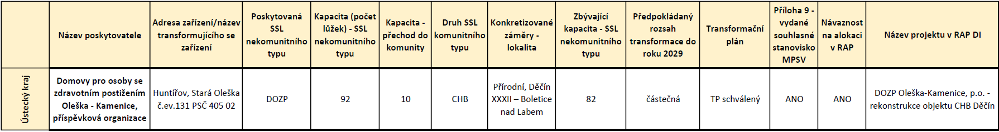 Název poskytovatele
Adresa zařízení/název
transformujícího se
zařízení
Poskytovaná
SSL
nekomunitního
typu
Kapacita (počet
lůžek) - SSL
nekomunitního
typu
Kapacita -
přechod do
komunity
Druh SSL
komunitního
typu
Konkretizované
záměry -
lokalita
Zbývající
kapacita - SSL
nekomunitního
typu
Předpokládaný
rozsah
transformace do
roku 2029
Transformační
plán
Příloha 9 -
vydané
souhlasné
stanovisko
MPSV
Návaznost
na alokaci
v RAP
Název projektu v RAP DI
Ústecký kraj
Domovy pro osoby se
zdravotním postižením
Oleška - Kamenice,
příspěvková organizace
Huntířov, Stará Oleška
č.ev.131 PSČ 405 02
DOZP
92
10
CHB
Přírodní, Děčín
XXXII – Boletice
nad Labem
82
částečná
TP schválený
ANO
ANO
DOZP Oleška-Kamenice, p.o. -
rekonstrukce objektu CHB Děčín